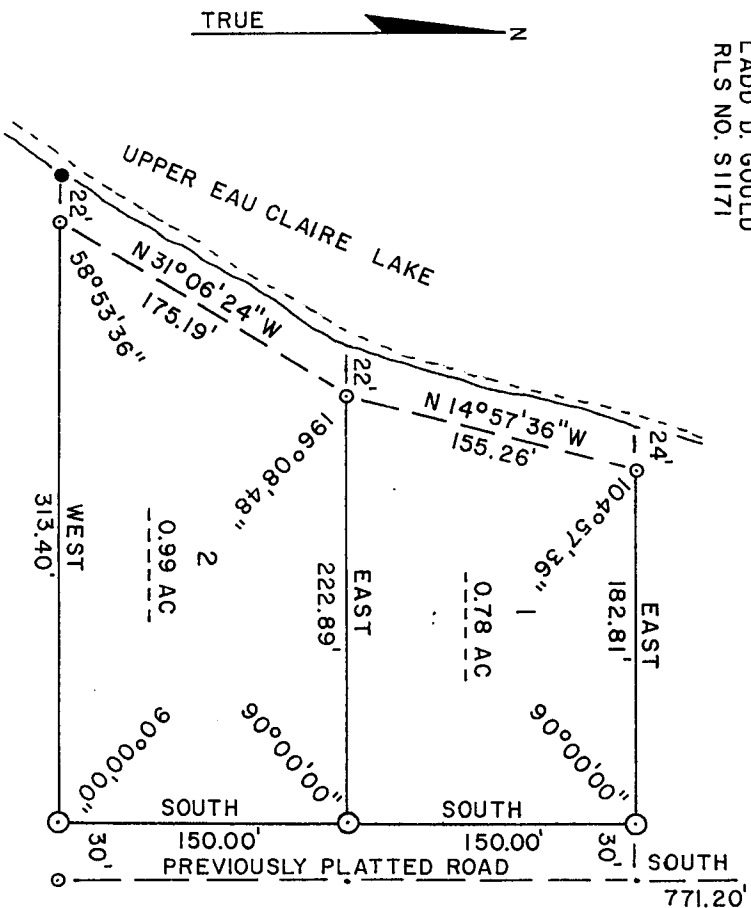 TRUE
N
LADD D. GOULD
RLS NO. S1171
UPPER EAU CLAIRE LAKE
22'
N 31°06'24"W
175.19'
58°53'36"
22'
N 14°57'36"W
155.26'
24'
104°57'36"
196°08'48"
WEST
313.40'
0.99 AC
2
EAST
222.89'
0.78 AC
1
EAST
182.81'
90°00'00"
90°00'00"
90°00'00"
SOUTH
150.00'
SOUTH
150.00'
30'
30'
PREVIOUSLY PLATTED ROAD
SOUTH
771.20'